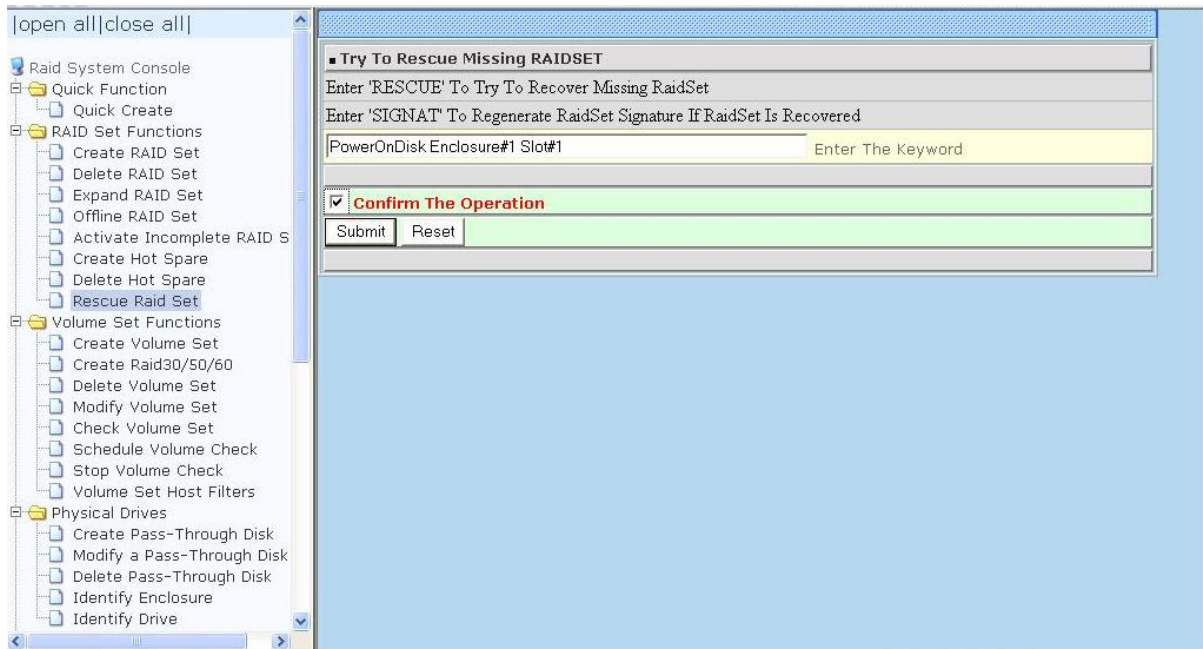 |open all|close all|
Raid System Console
Quick Function
Quick Create
RAID Set Functions
Create RAID Set
Delete RAID Set
Expand RAID Set
Offline RAID Set
Activate Incomplete RAID S
Create Hot Spare
Delete Hot Spare
Rescue Raid Set
Volume Set Functions
Create Volume Set
Create Raid30/50/60
Delete Volume Set
Modify Volume Set
Check Volume Set
Schedule Volume Check
Stop Volume Check
Volume Set Host Filters
Physical Drives
Create Pass-Through Disk
Modify a Pass-Through Disk
Delete Pass-Through Disk
Identify Enclosure
Identify Drive
Try To Rescue Missing RAIDSET
Enter 'RESCUE' To Try To Recover Missing RaidSet
Enter 'SIGNAT' To Regenerate RaidSet Signature If RaidSet Is Recovered
PowerOnDisk Enclosure#1 Slot#1 Enter The Keyword
Confirm The Operation
Submit Reset